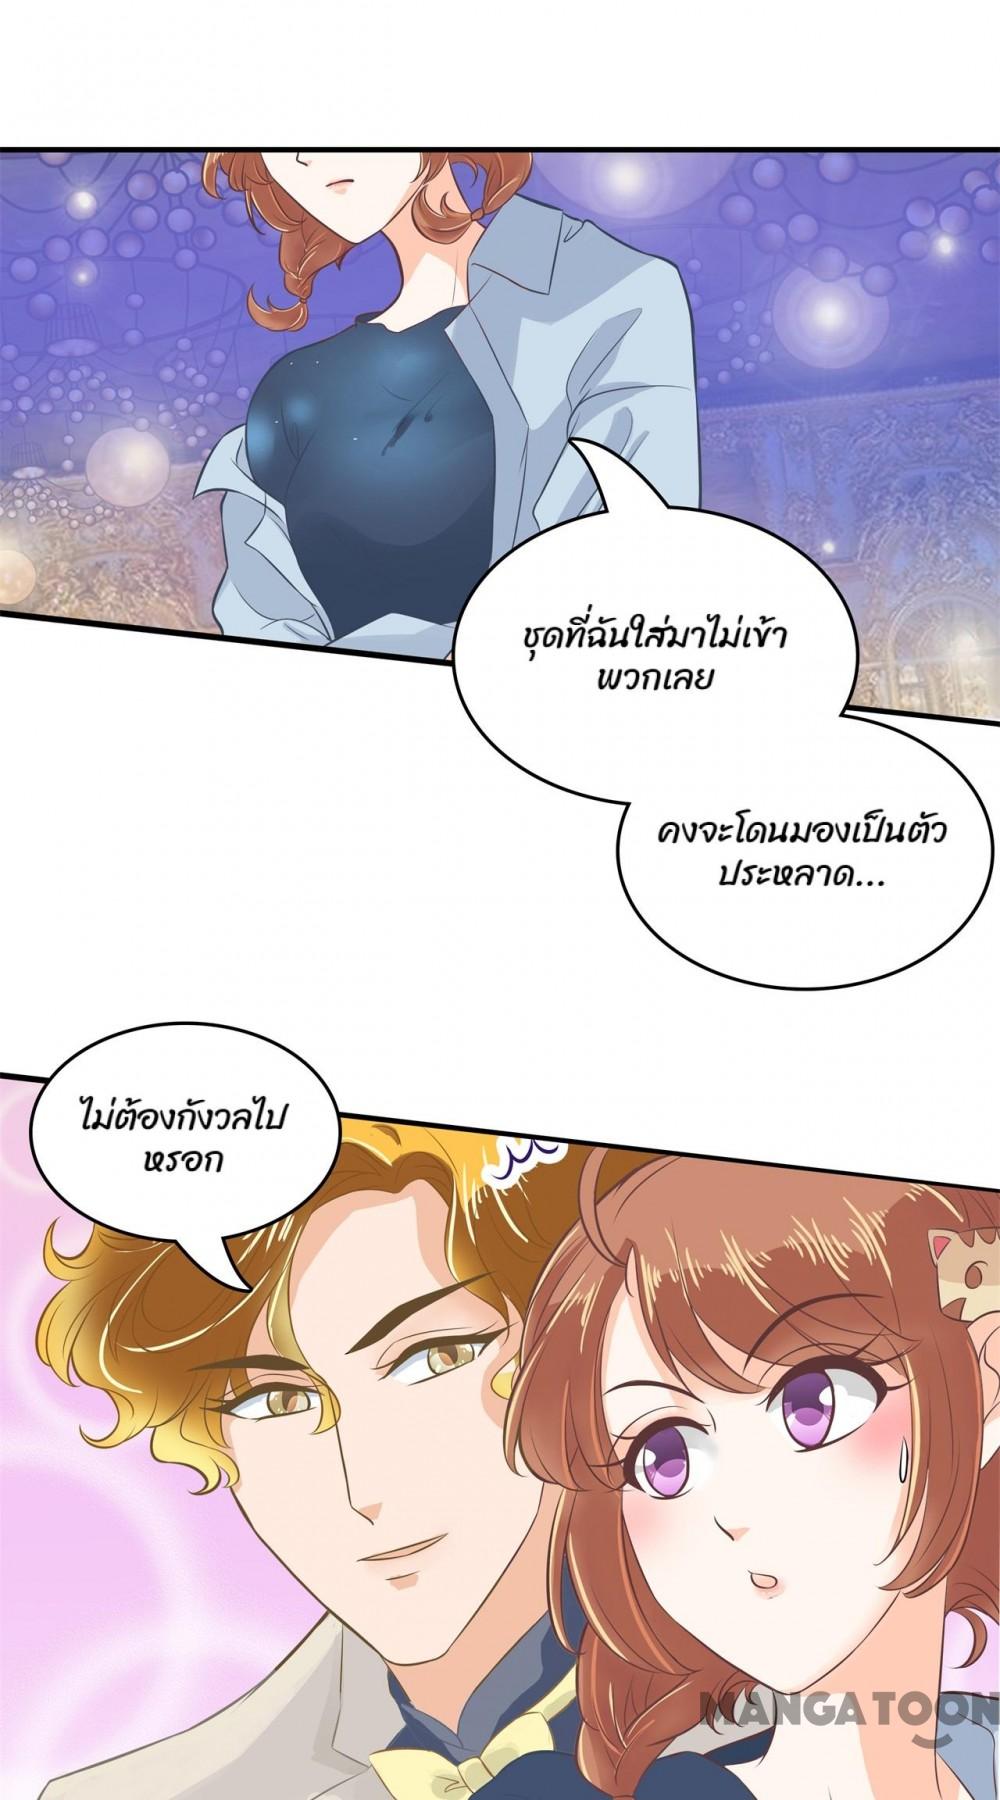 ชุดที่ฉันใส่มาไม่เข้า
พวกเลย
คงจะโดนมองเป็นตัว
ประหลาด...
ไม่ต้องกังวลไป
หรอก
MANGATOON